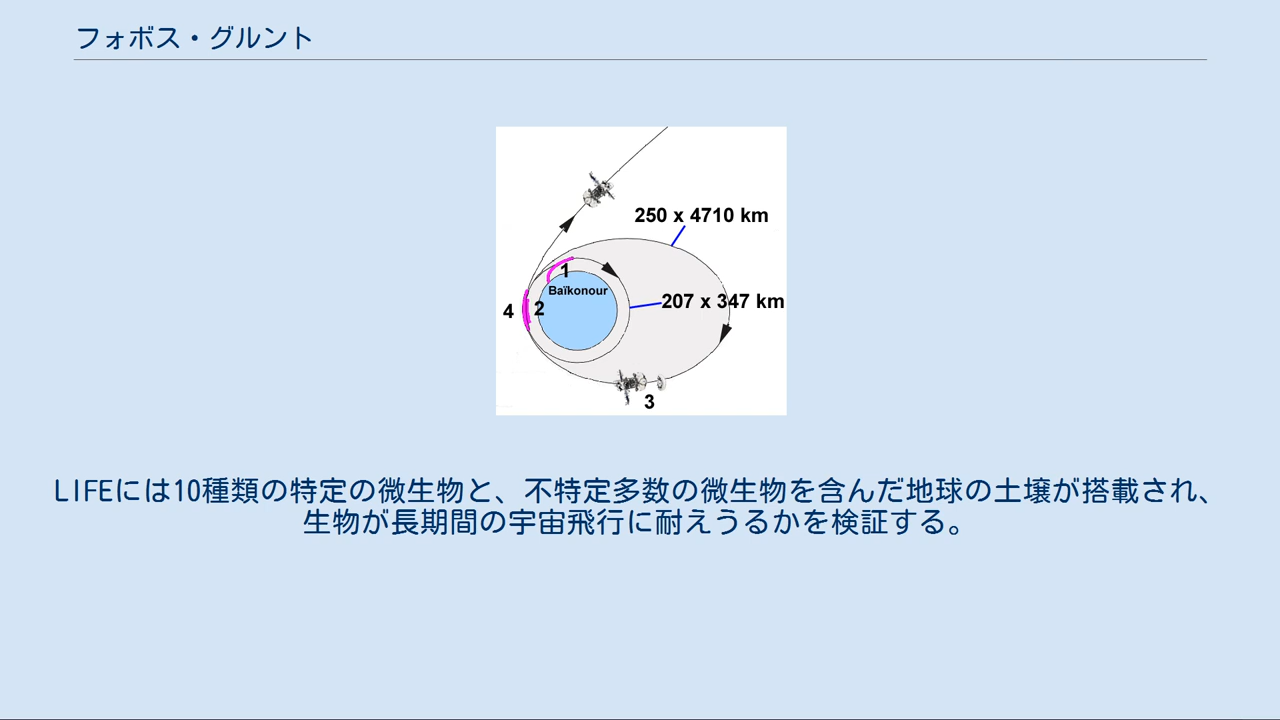 フォボス・グルント
250 x 4710 km
1
Baïkonour
207 x 347 km
4
2
3
LIFEには10種類の特定の微生物と、不特定多数の微生物を含んだ地球の土壌が搭載され、
生物が長期間の宇宙飛行に耐えうるかを検証する。